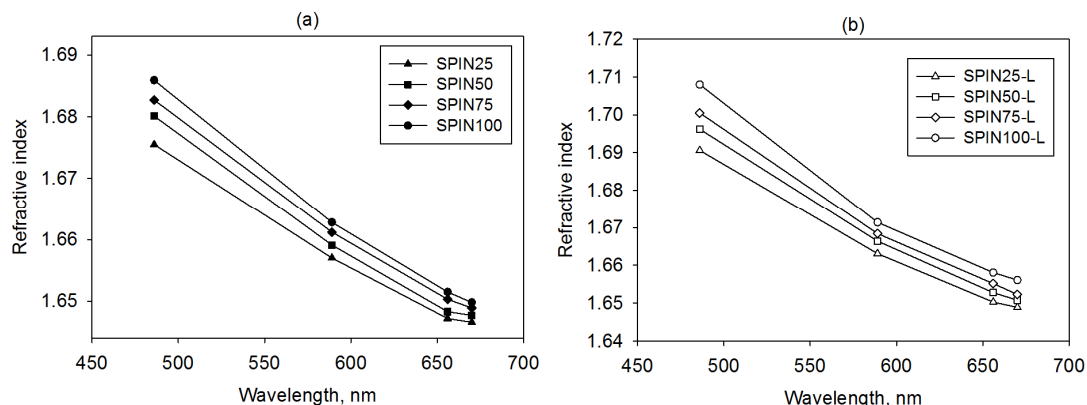 (a)
Refractive index
1.69
1.68
1.67
1.66
1.65
SPIN25
SPIN50
SPIN75
SPIN100
450 500 550 600 650 700
Wavelength, nm
(b)
Refractive index
1.72
1.71
1.70
1.69
1.68
1.67
1.66
1.65
1.64
SPIN25-L
SPIN50-L
SPIN75-L
SPIN100-L
450 500 550 600 650 700
Wavelength, nm